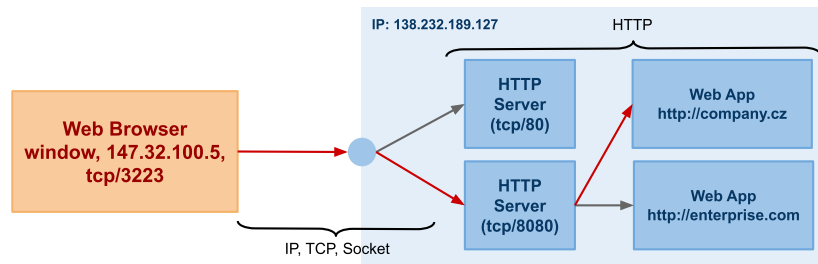 IP: 138.232.189.127
HTTP
Web Browser
window, 147.32.100.5,
tcp/3223
HTTP
Server
(tcp/80)
Web App
http://company.cz
HTTP
Server
(tcp/8080)
Web App
http://enterprise.com
IP, TCP, Socket